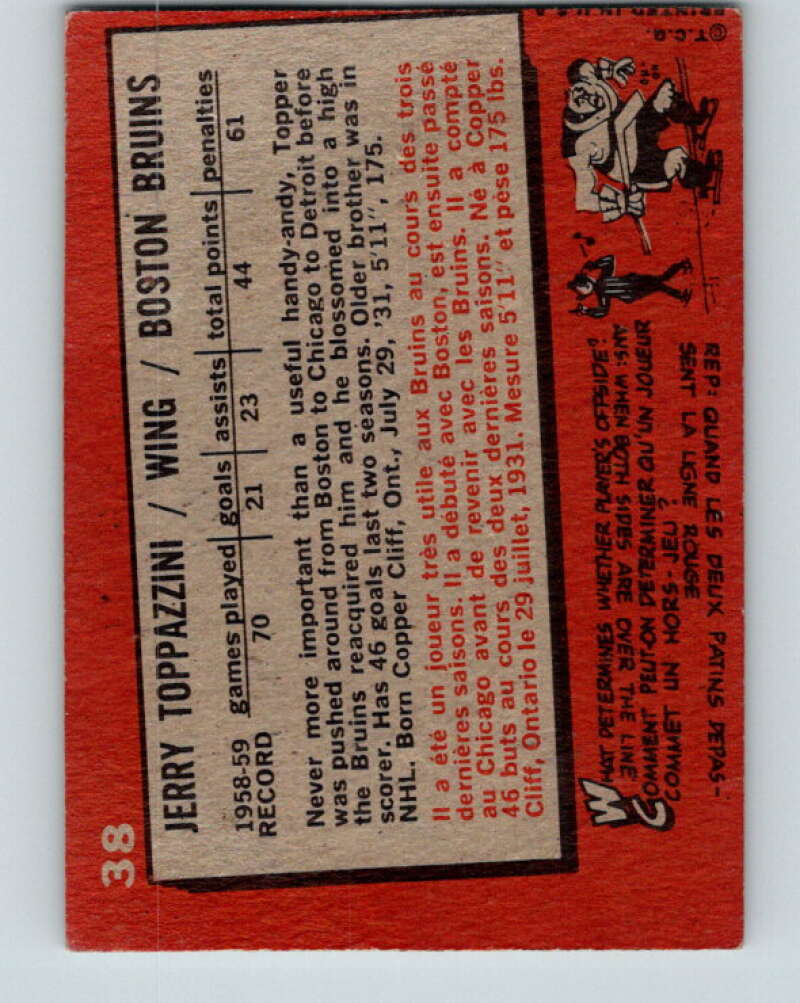 38
JERRY TOPPAZZINI / WING / BOSTON BRUINS
1958-59 games played goals assists total points penalties
RECORD 70 21 23 44 61
Never more important than a useful handy-andy, Topper
was pushed around from Boston to Chicago to Detroit before
the Bruins reacquired him and he blossomed into a high
scorer. Has 46 goals last two seasons. Older brother was in
NHL. Born Copper Cliff, Ont., July 29, '31, 5'11", 175.
Il a été un joueur très utile aux Bruins au cours des trois
dernières saisons. Il a débuté avec Boston, est ensuite passé
au Chicago avant de revenir avec les Bruins. Il a compté
46 buts au cours des deux dernières saisons. Né à Copper
Cliff, Ontario le 29 juillet, 1931. Mesure 5'11" et pèse 175 lbs.
WHAT DETERMINES WHETHER PLAYER'S OFFSIDE?
ANS: WHEN BOTH SIDES ARE OVER THE LINE
COMMENT PEUT-ON DETERMINER QU'UN JOUEUR
COMMET UN HORS-JEU?
REP: QUAND LES DEUX PATINS DEPAS-
SENT LA LIGNE ROUGE
© T.C.G.
PRINTED IN U.S.A.